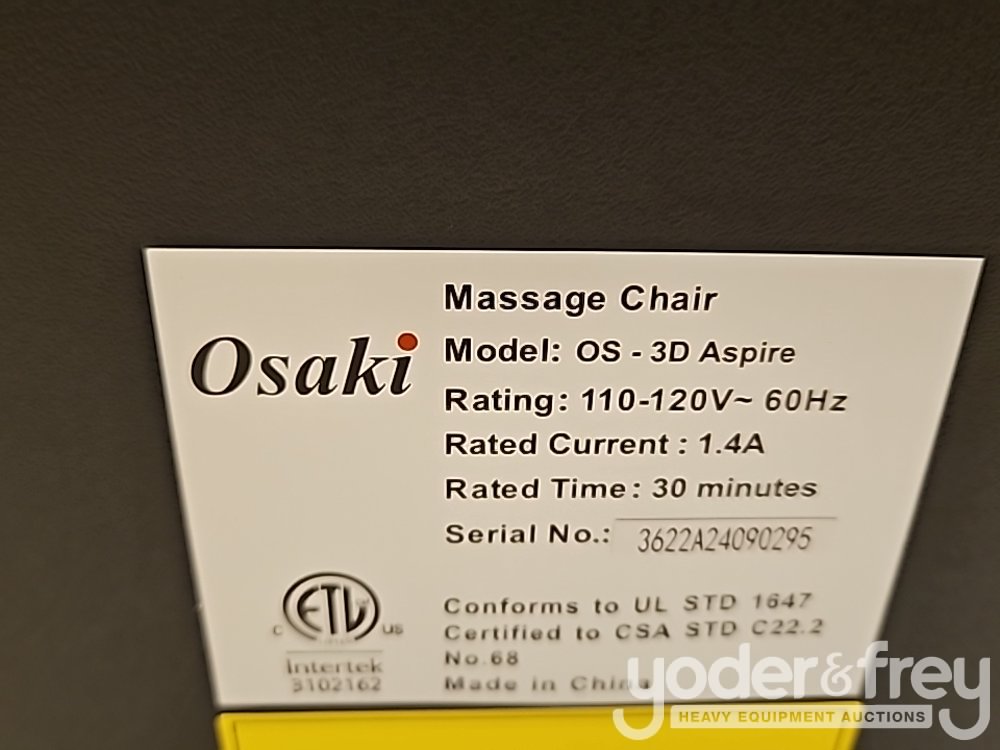 Massage Chair
Osaki
Model: OS - 3D Aspire
Rating: 110-120V~ 60Hz
Rated Current : 1.4A
Rated Time: 30 minutes
Serial No.: 3622A24090295
ETL
C US
Intertek
3102162
Conforms to UL STD 1647
Certified to CSA STD C22.2
No.68
Made in China
yoder&frey
HEAVY EQUIPMENT AUCTIONS